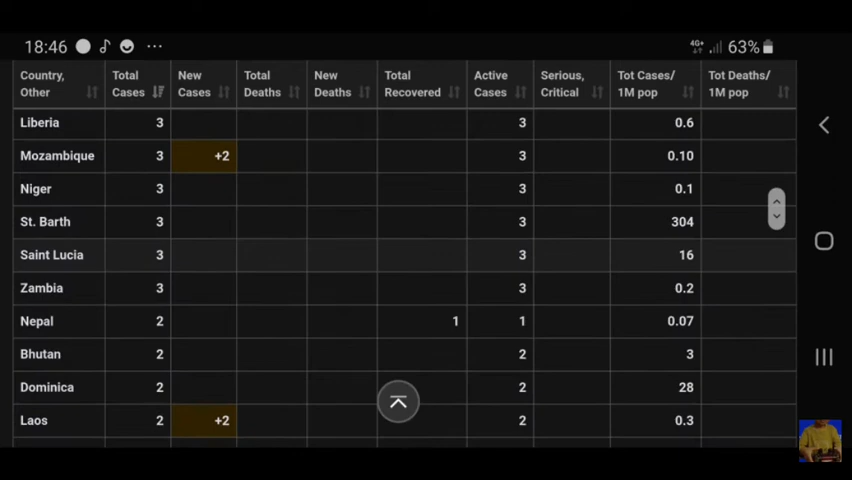 18:46 63%
4G+
Country, Other Total Cases New Cases Total Deaths New Deaths Total Recovered Active Cases Serious, Critical Tot Cases/ 1M pop Tot Deaths/ 1M pop
Liberia 3 3 0.6
Mozambique 3 +2 3 0.10
Niger 3 3 0.1
St. Barth 3 3 304
Saint Lucia 3 3 16
Zambia 3 3 0.2
Nepal 2 1 1 0.07
Bhutan 2 2 3
Dominica 2 2 28
Laos 2 +2 2 0.3